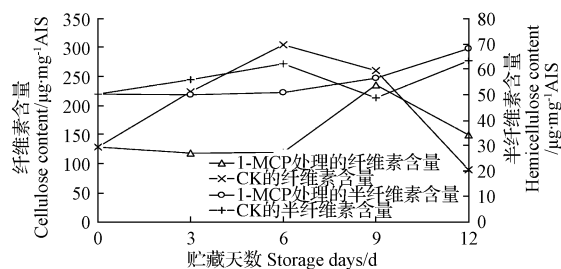 350
300
250
200
150
100
50
0
纤维素含量
Cellulose content/μg·mg⁻¹AIS
80
70
60
50
40
30
20
10
0
半纤维素含量
Hemicellulose content
/μg·mg⁻¹AIS
1-MCP处理的纤维素含量
CK的纤维素含量
1-MCP处理的半纤维素含量
CK的半纤维素含量
0 3 6 9 12
贮藏天数 Storage days/d